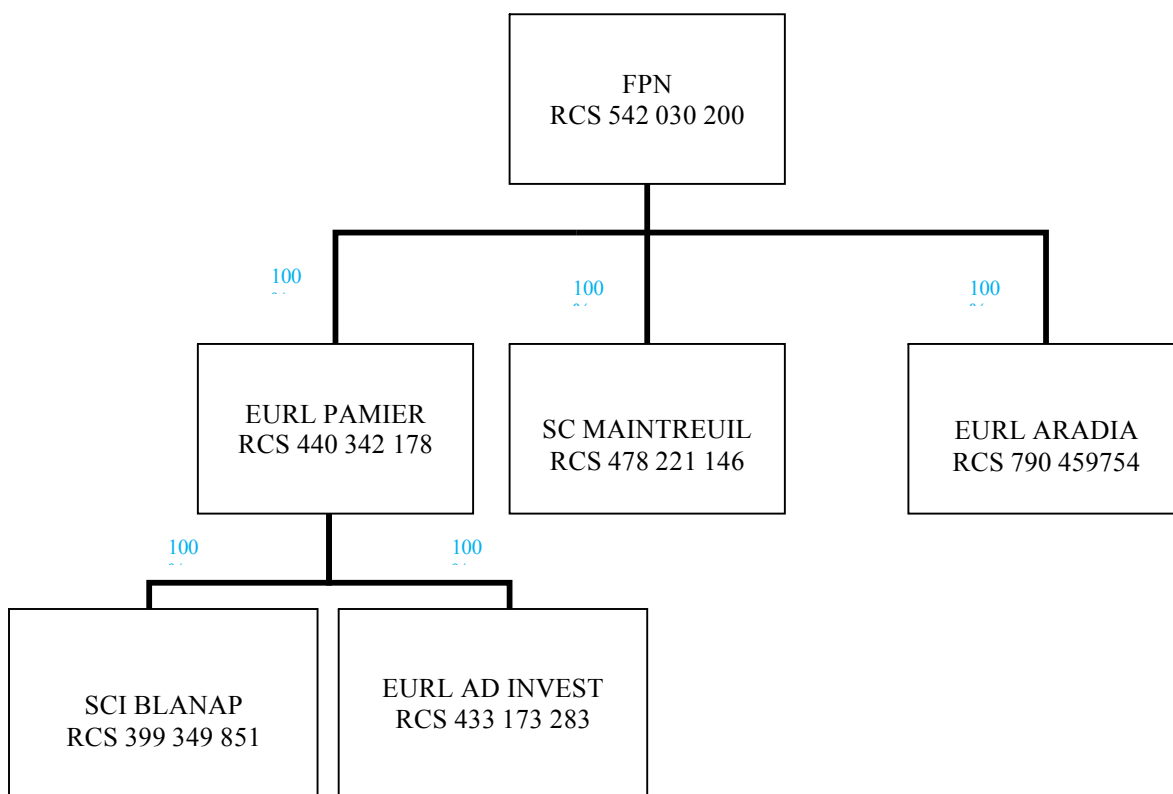 FPN
RCS 542 030 200
100
%
100
%
100
%
EURL PAMIER
RCS 440 342 178
SC MAINTREUIL
RCS 478 221 146
EURL ARADIA
RCS 790 459754
100
%
100
%
SCI BLANAP
RCS 399 349 851
EURL AD INVEST
RCS 433 173 283